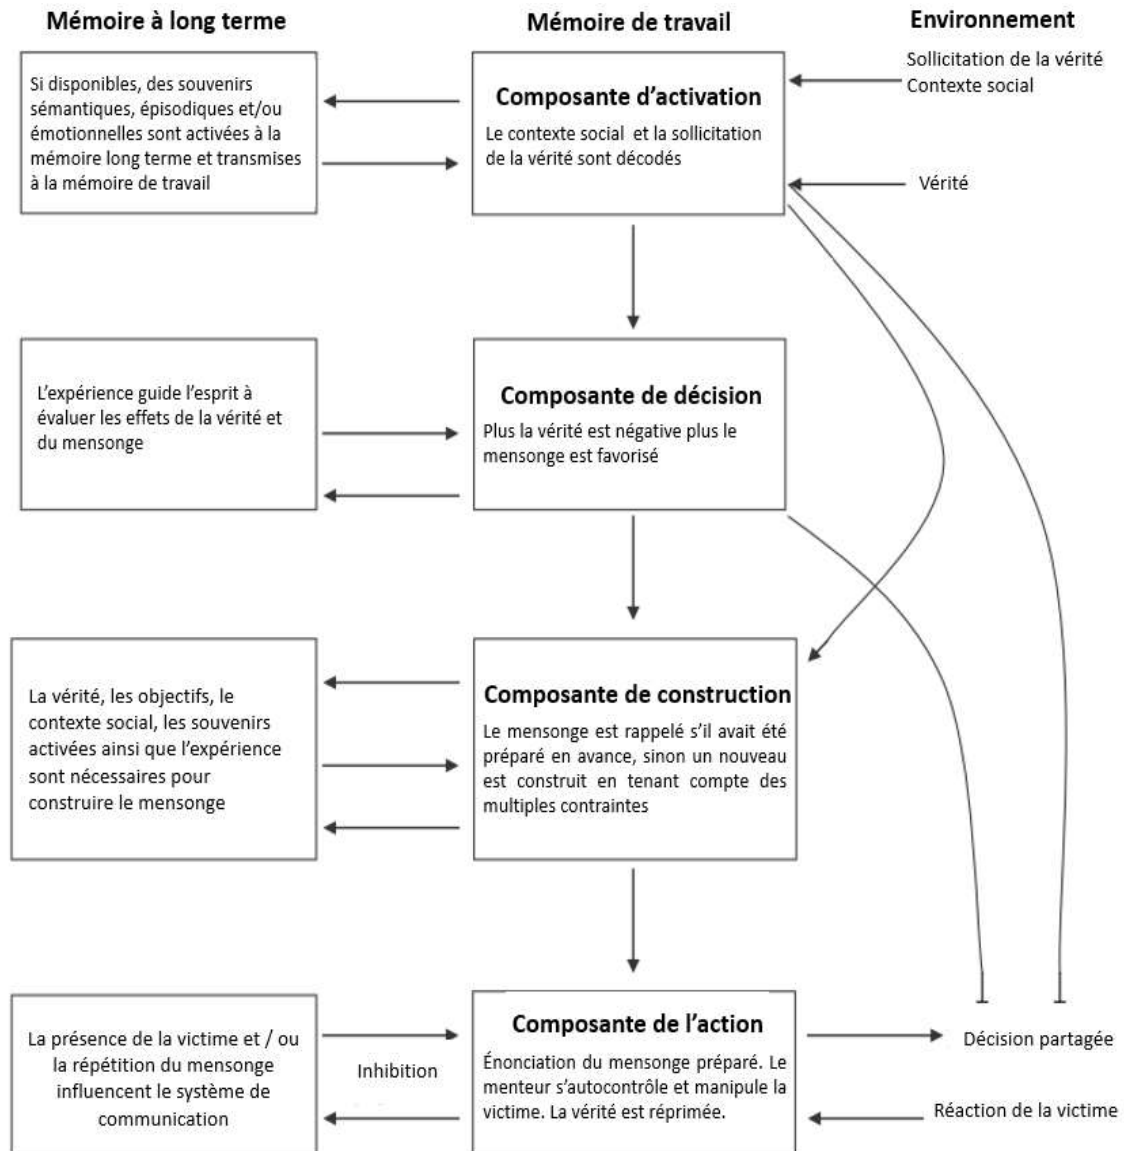 Mémoire à long terme
Mémoire de travail
Environnement
Si disponibles, des souvenirs
sémantiques, épisodiques et/ou
émotionnelles sont activées à la
mémoire long terme et transmises
à la mémoire de travail
Composante d’activation
Le contexte social et la sollicitation
de la vérité sont décodés
Sollicitation de la vérité
Contexte social
Vérité
L’expérience guide l’esprit à
évaluer les effets de la vérité et
du mensonge
Composante de décision
Plus la vérité est négative plus le
mensonge est favorisé
La vérité, les objectifs, le
contexte social, les souvenirs
activées ainsi que l’expérience
sont nécessaires pour
construire le mensonge
Composante de construction
Le mensonge est rappelé s’il avait été
préparé en avance, sinon un nouveau
est construit en tenant compte des
multiples contraintes
La présence de la victime et / ou
la répétition du mensonge
influencent le système de
communication
Inhibition
Composante de l’action
Énonciation du mensonge préparé. Le
menteur s’autocontrôle et manipule la
victime. La vérité est réprimée.
Décision partagée
Réaction de la victime